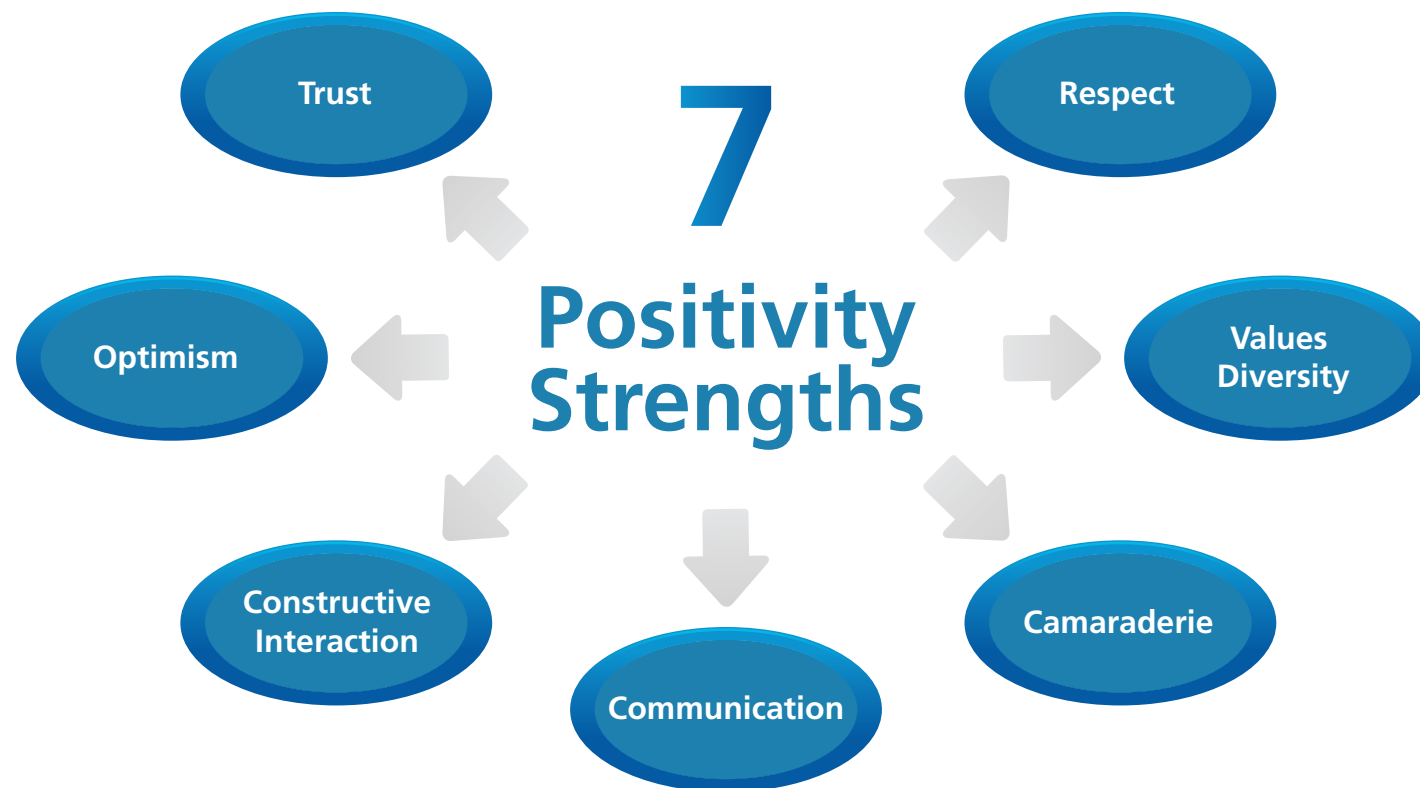 7
Positivity
Strengths
Trust
Respect
Optimism
Values
Diversity
Constructive
Interaction
Camaraderie
Communication